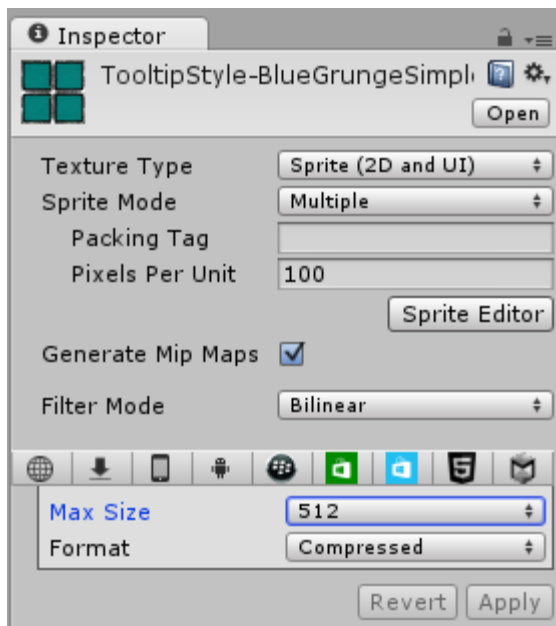 Inspector
TooltipStyle-BlueGrungeSimpl
Open
Texture Type Sprite (2D and UI)
Sprite Mode Multiple
Packing Tag
Pixels Per Unit 100
Sprite Editor
Generate Mip Maps
Filter Mode Bilinear
Max Size 512
Format Compressed
Revert Apply